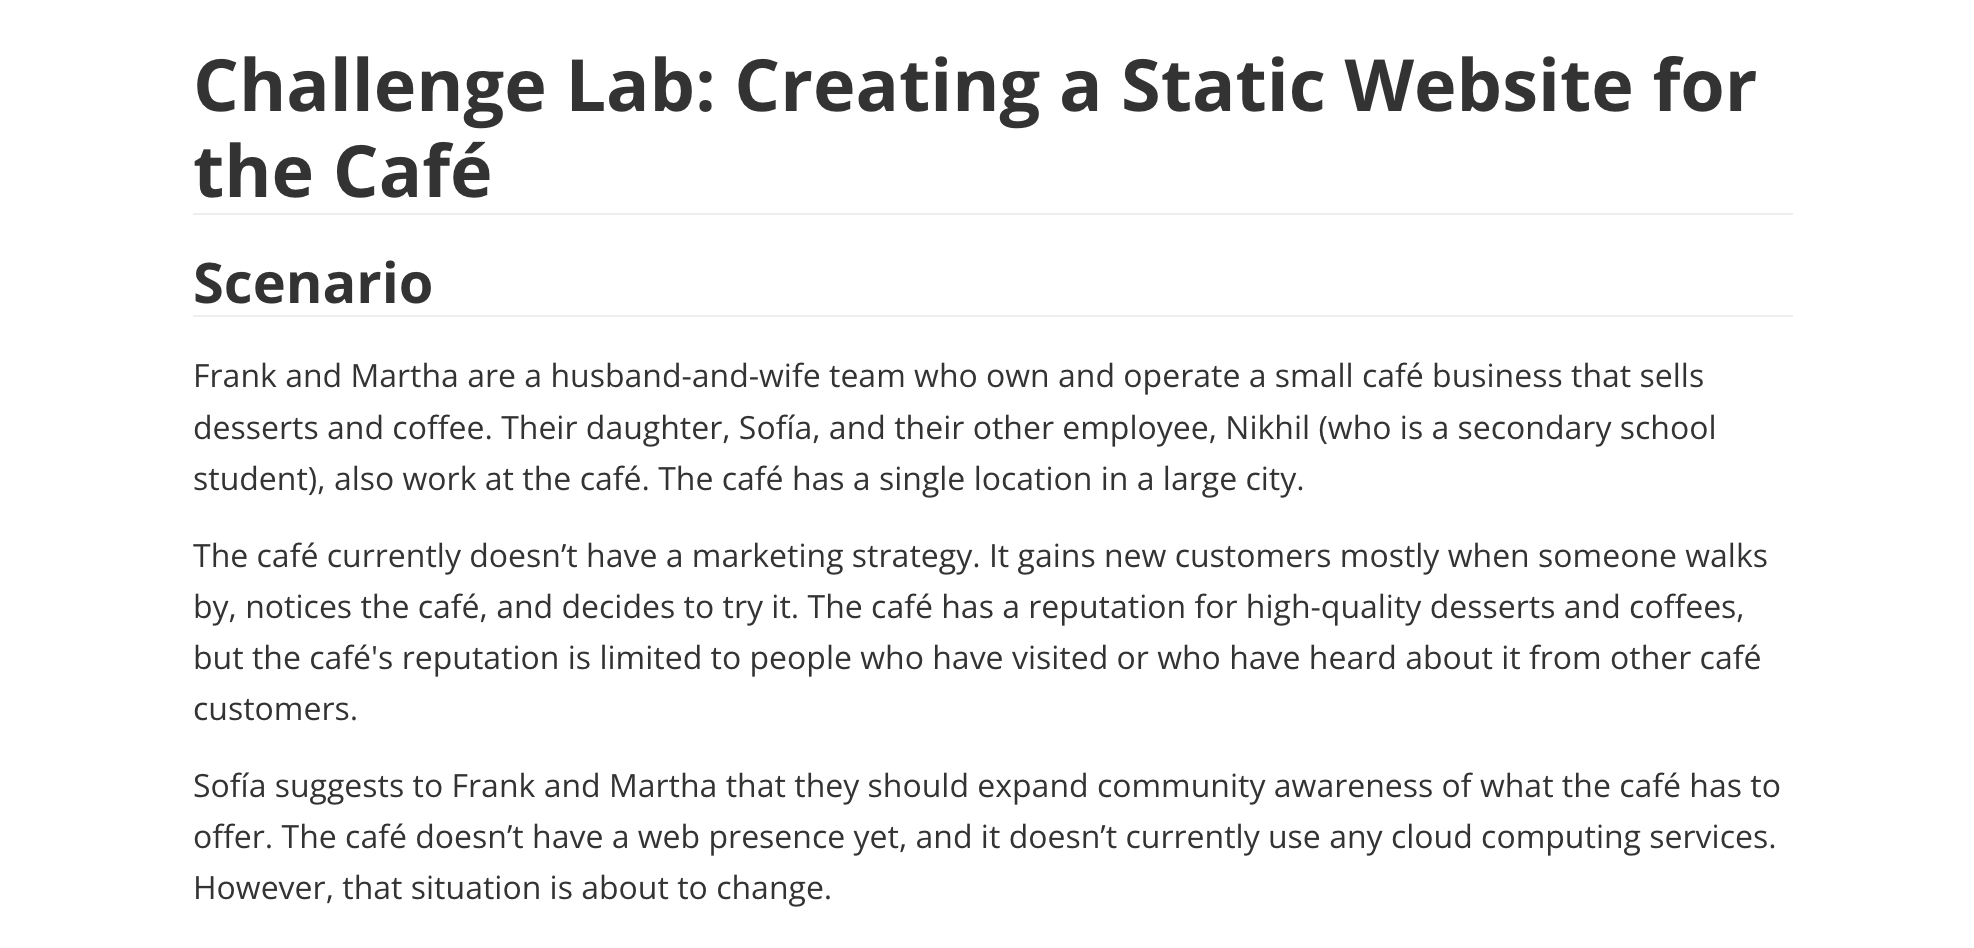 Challenge Lab: Creating a Static Website for
the Café
Scenario
Frank and Martha are a husband-and-wife team who own and operate a small café business that sells
desserts and coffee. Their daughter, Sofía, and their other employee, Nikhil (who is a secondary school
student), also work at the café. The café has a single location in a large city.
The café currently doesn’t have a marketing strategy. It gains new customers mostly when someone walks
by, notices the café, and decides to try it. The café has a reputation for high-quality desserts and coffees,
but the café's reputation is limited to people who have visited or who have heard about it from other café
customers.
Sofía suggests to Frank and Martha that they should expand community awareness of what the café has to
offer. The café doesn’t have a web presence yet, and it doesn’t currently use any cloud computing services.
However, that situation is about to change.